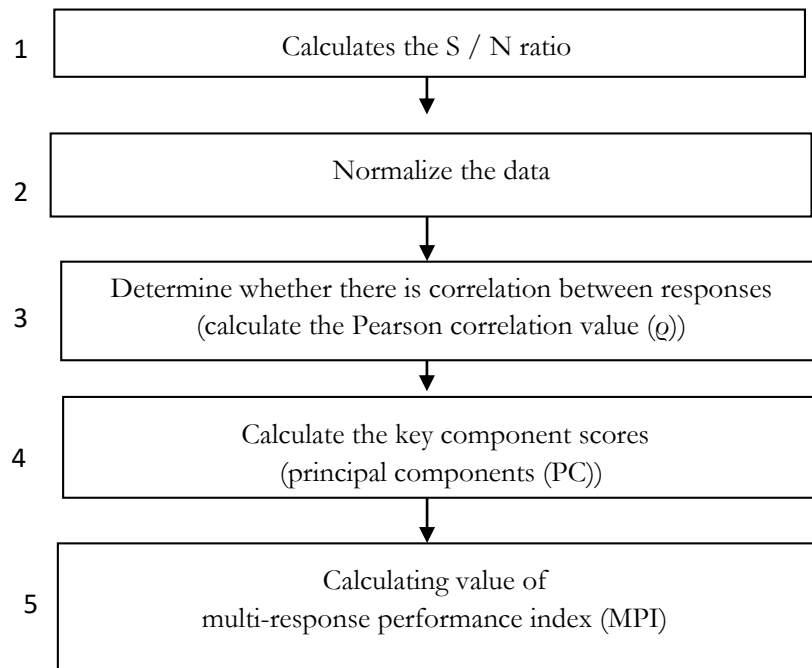 1
Calculates the S / N ratio
2
Normalize the data
3
Determine whether there is correlation between responses
(calculate the Pearson correlation value (ϱ))
4
Calculate the key component scores
(principal components (PC))
5
Calculating value of
multi-response performance index (MPI)